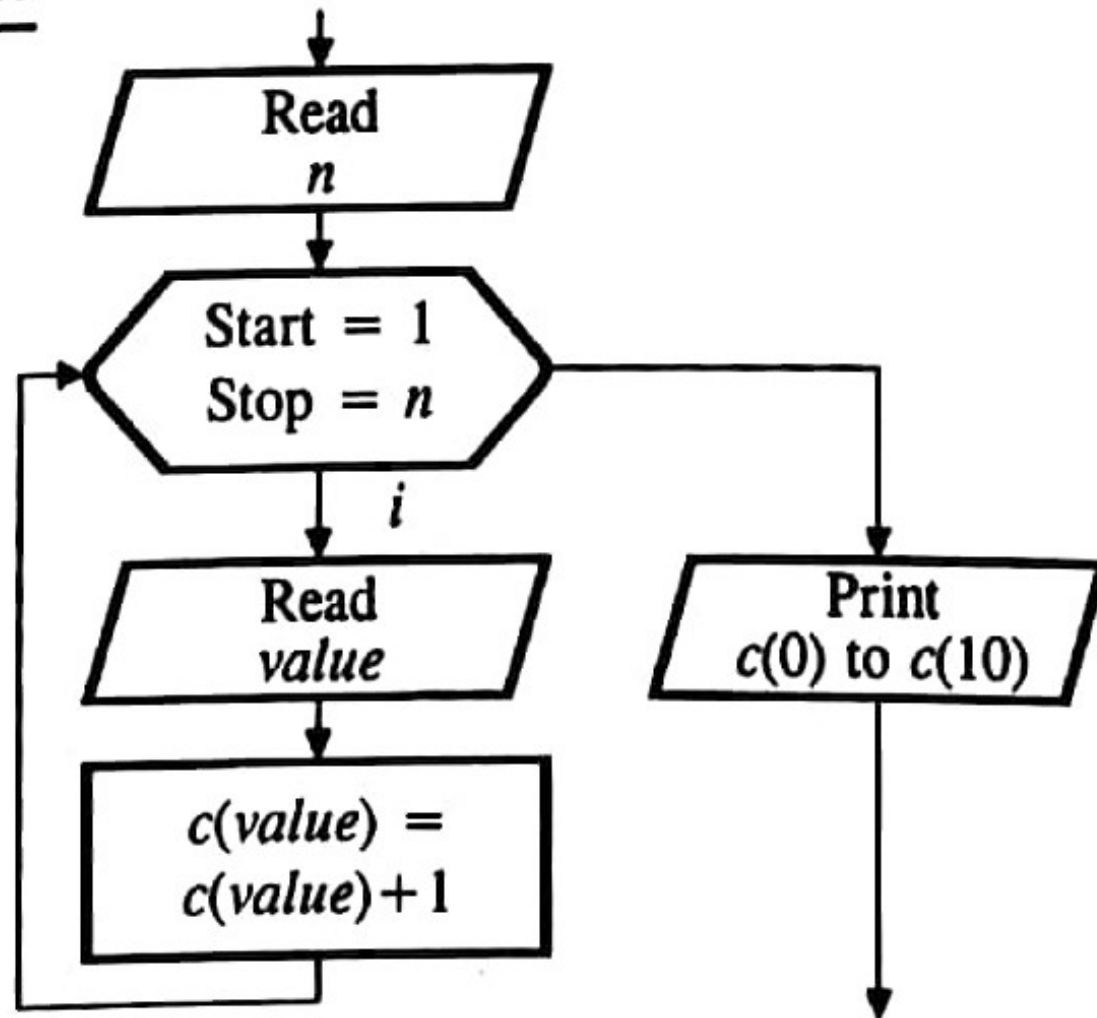 Read
n
Start = 1
Stop = n
i
Read
value
c(value) =
c(value)+1
Print
c(0) to c(10)